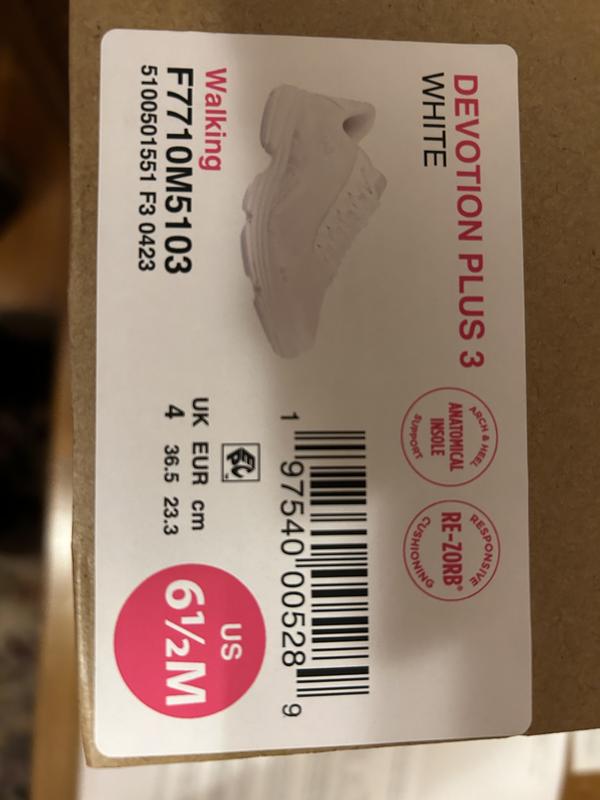 DEVOTION PLUS 3
WHITE
ARCH & HEEL
ANATOMICAL
INSOLE
SUPPORT
RESPONSIVE
RE-ZORB®
CUSHIONING
Walking
F7710M5103
5100501551 F3 0423
1 97540 00528 9
UK EUR cm
4 36.5 23.3
US
6½M